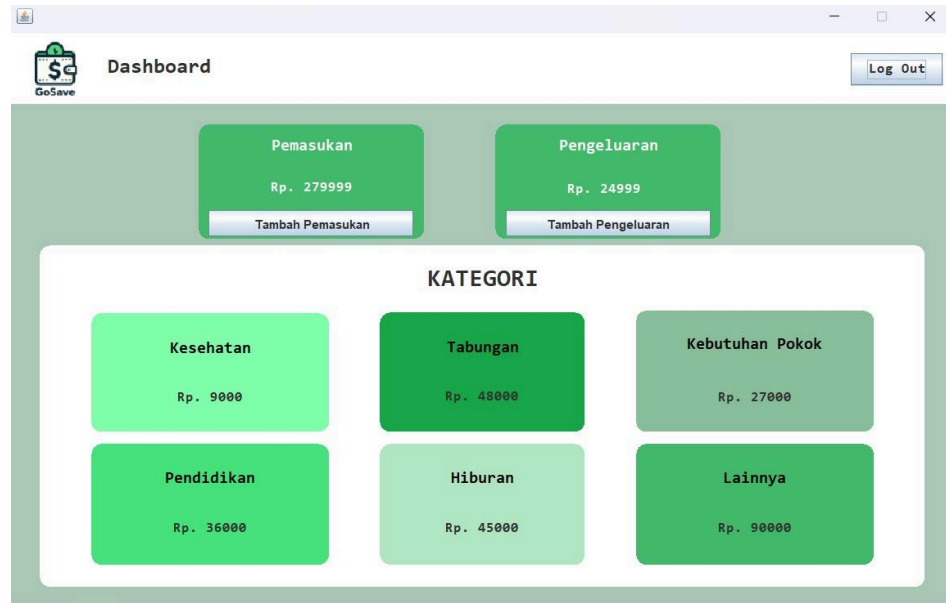 Dashboard
Log Out
$
GoSave
Pemasukan
Rp. 279999
Tambah Pemasukan
Pengeluaran
Rp. 24999
Tambah Pengeluaran
KATEGORI
Kesehatan
Rp. 9000
Tabungan
Rp. 48000
Kebutuhan Pokok
Rp. 27000
Pendidikan
Rp. 36000
Hiburan
Rp. 45000
Lainnya
Rp. 90000